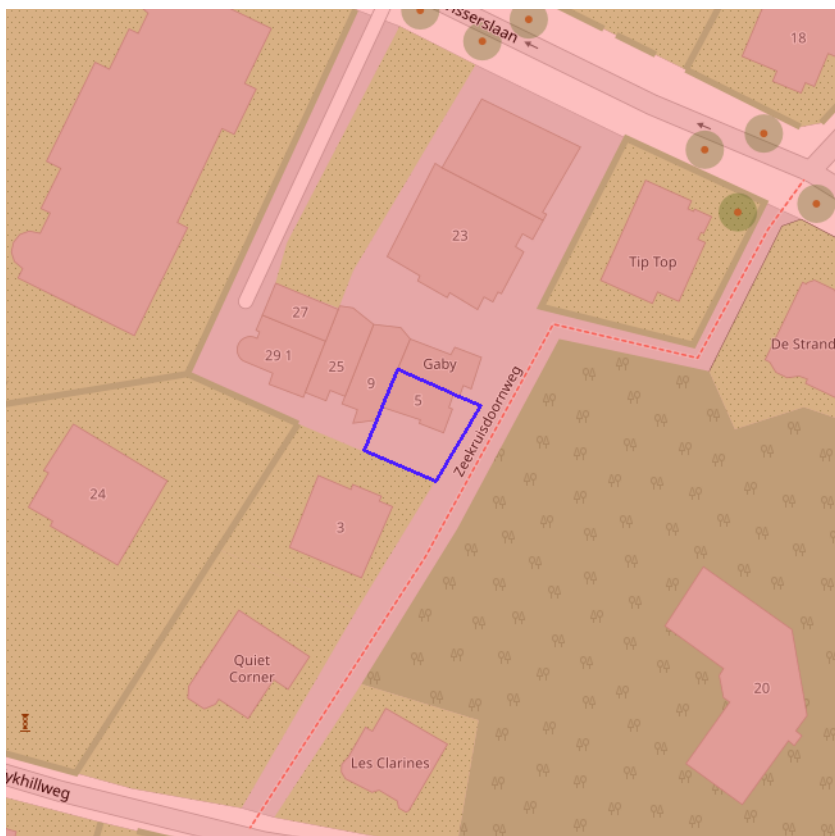 sserslaan
18
23
Tip Top
27
De Strand
29 1
25
Gaby
9
5
Zeekruisdoornweg
24
3
Quiet
Corner
20
Les Clarines
ykhillweg